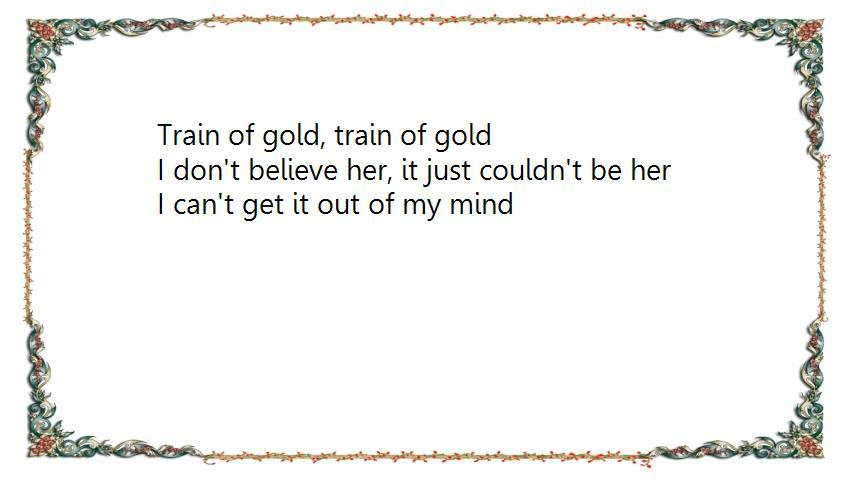 Train of gold, train of gold
I don't believe her, it just couldn't be her
I can't get it out of my mind